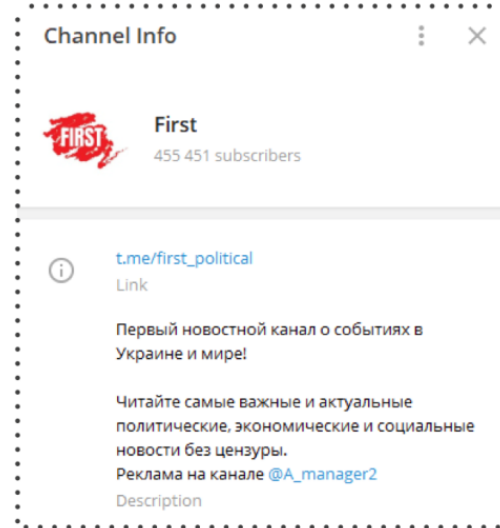 Channel Info
FIRST
First
455 451 subscribers
t.me/first_political
Link
Первый новостной канал о событиях в
Украине и мире!
Читайте самые важные и актуальные
политические, экономические и социальные
новости без цензуры.
Реклама на канале @A_manager2
Description